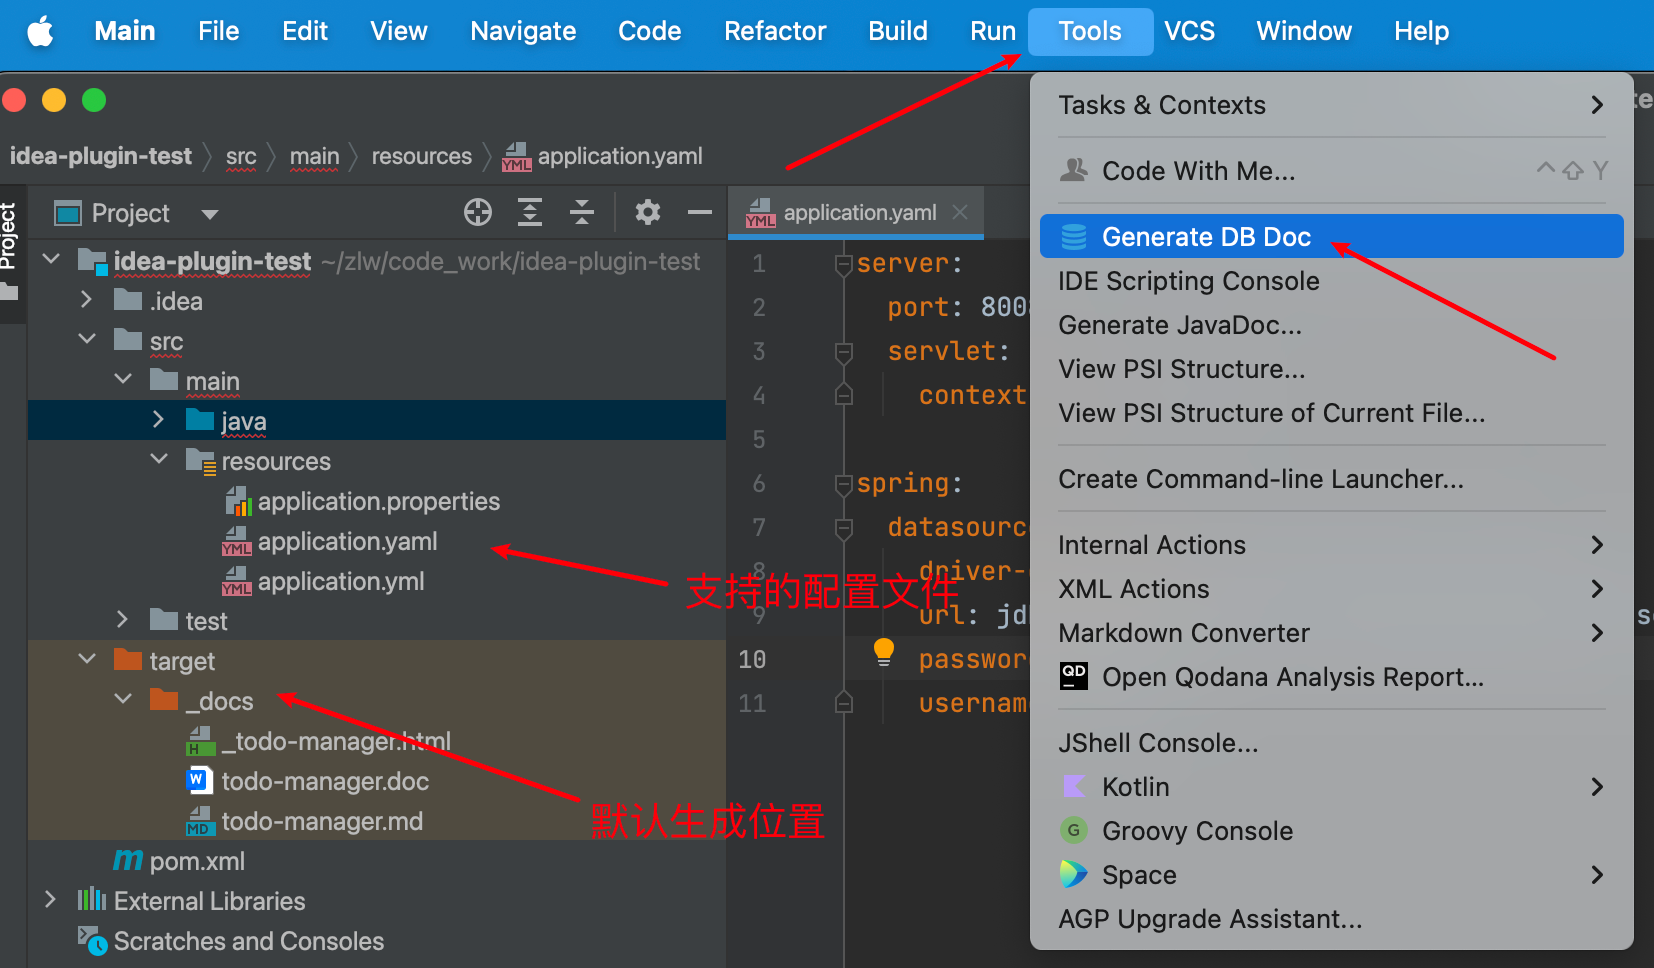 Main File Edit View Navigate Code Refactor Build Run Tools VCS Window Help
idea-plugin-test src main resources YML application.yaml
Project
Project
YML application.yaml
idea-plugin-test ~/zlw/code_work/idea-plugin-test
.idea
src
main
java
resources
application.properties
YML application.yaml
YML application.yml
test
target
_docs
H _todo-manager.html
W todo-manager.doc
MD todo-manager.md
m pom.xml
External Libraries
Scratches and Consoles
支持的配置文件
默认生成位置
1 server:
2 port: 800
3 servlet:
4 context
5
6 spring:
7 datasourc
8 driver-
9 url: jd
10 passwor
11 usernam
Tasks & Contexts
Code With Me... ^⇧Y
Generate DB Doc
IDE Scripting Console
Generate JavaDoc...
View PSI Structure...
View PSI Structure of Current File...
Create Command-line Launcher...
Internal Actions
XML Actions
Markdown Converter
QD Open Qodana Analysis Report...
JShell Console...
Kotlin
G Groovy Console
Space
AGP Upgrade Assistant...